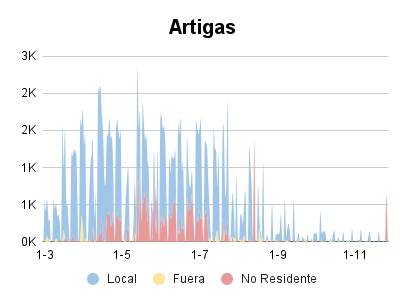 Artigas
3K
2K
2K
1K
1K
0K
1-3 1-5 1-7 1-9 1-11
Local Fuera No Residente